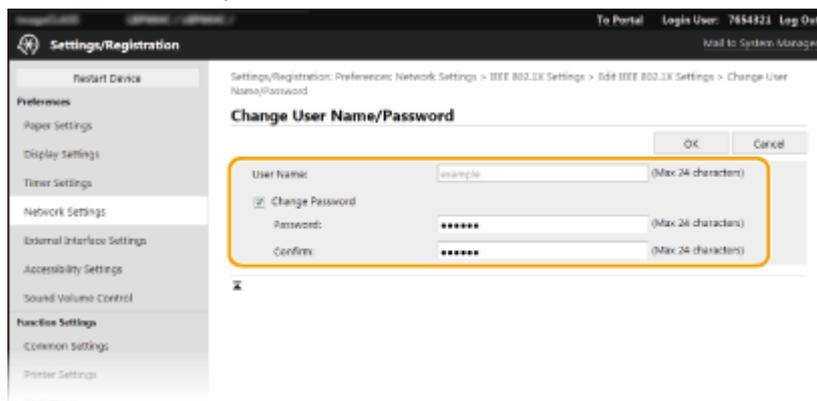 To Portal Login User: 7654321 Log Out
Settings/Registration
Mail to System Manager
Restart Device
Preferences
Paper Settings
Display Settings
Timer Settings
Network Settings
External Interface Settings
Accessibility Settings
Sound Volume Control
Function Settings
Common Settings
Printer Settings
Settings/Registration: Preferences: Network Settings > IEEE 802.1X Settings > Edit IEEE 802.1X Settings > Change User
Name/Password
Change User Name/Password
OK Cancel
User Name: example (Max 24 characters)
Change Password
Password: •••••• (Max 24 characters)
Confirm: •••••• (Max 24 characters)